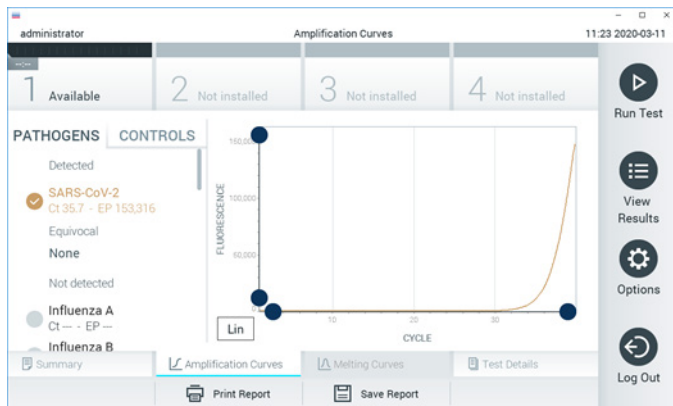 administrator
Amplification Curves
11:23 2020-03-11
--:--
1 Available
2 Not installed
3 Not installed
4 Not installed
Run Test
View
Results
Options
Log Out
PATHOGENS
CONTROLS
Detected
SARS-CoV-2
Ct 35.7 - EP 153,316
Equivocal
None
Not detected
Influenza A
Ct --- - EP ---
Influenza B
150,000
FLUORESCENCE
50,000
0
10
20
30
CYCLE
Lin
Summary
Amplification Curves
Melting Curves
Test Details
Print Report
Save Report